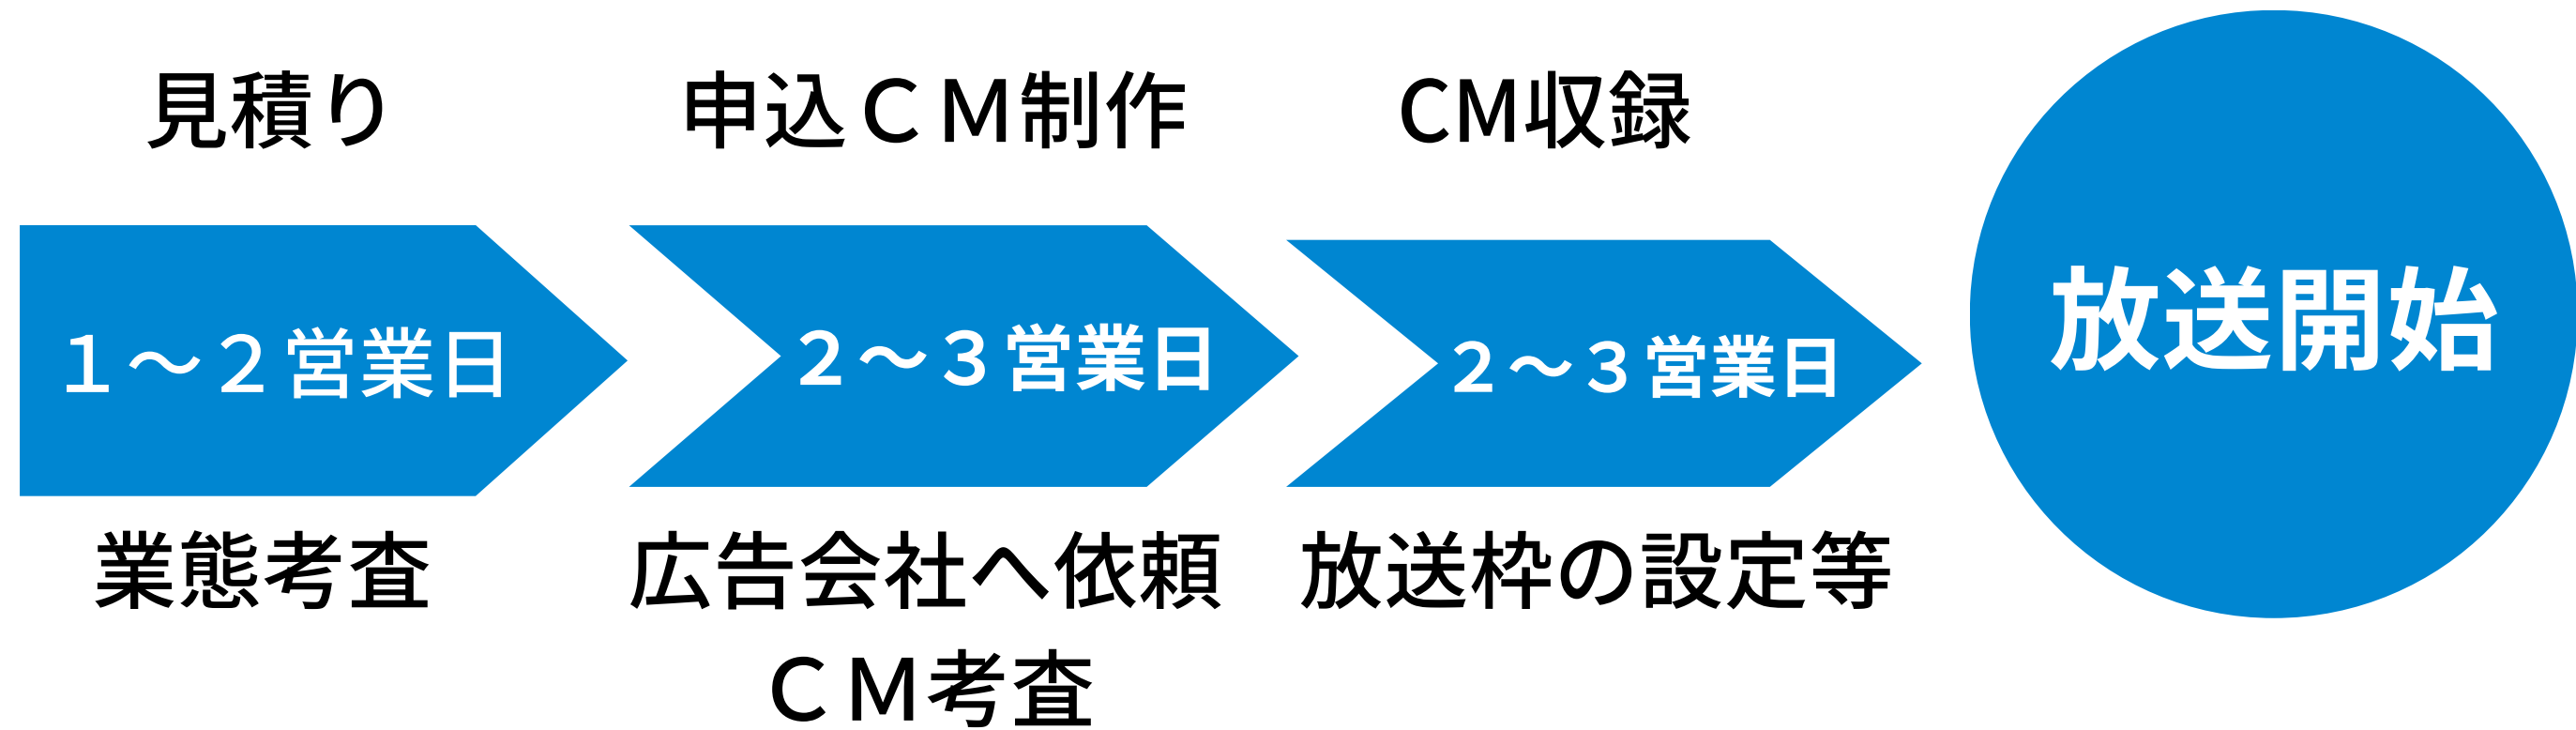 見積り
申込ＣＭ制作
CM収録
１～２営業日
２～３営業日
２～３営業日
放送開始
業態考査
広告会社へ依頼
ＣＭ考査
放送枠の設定等